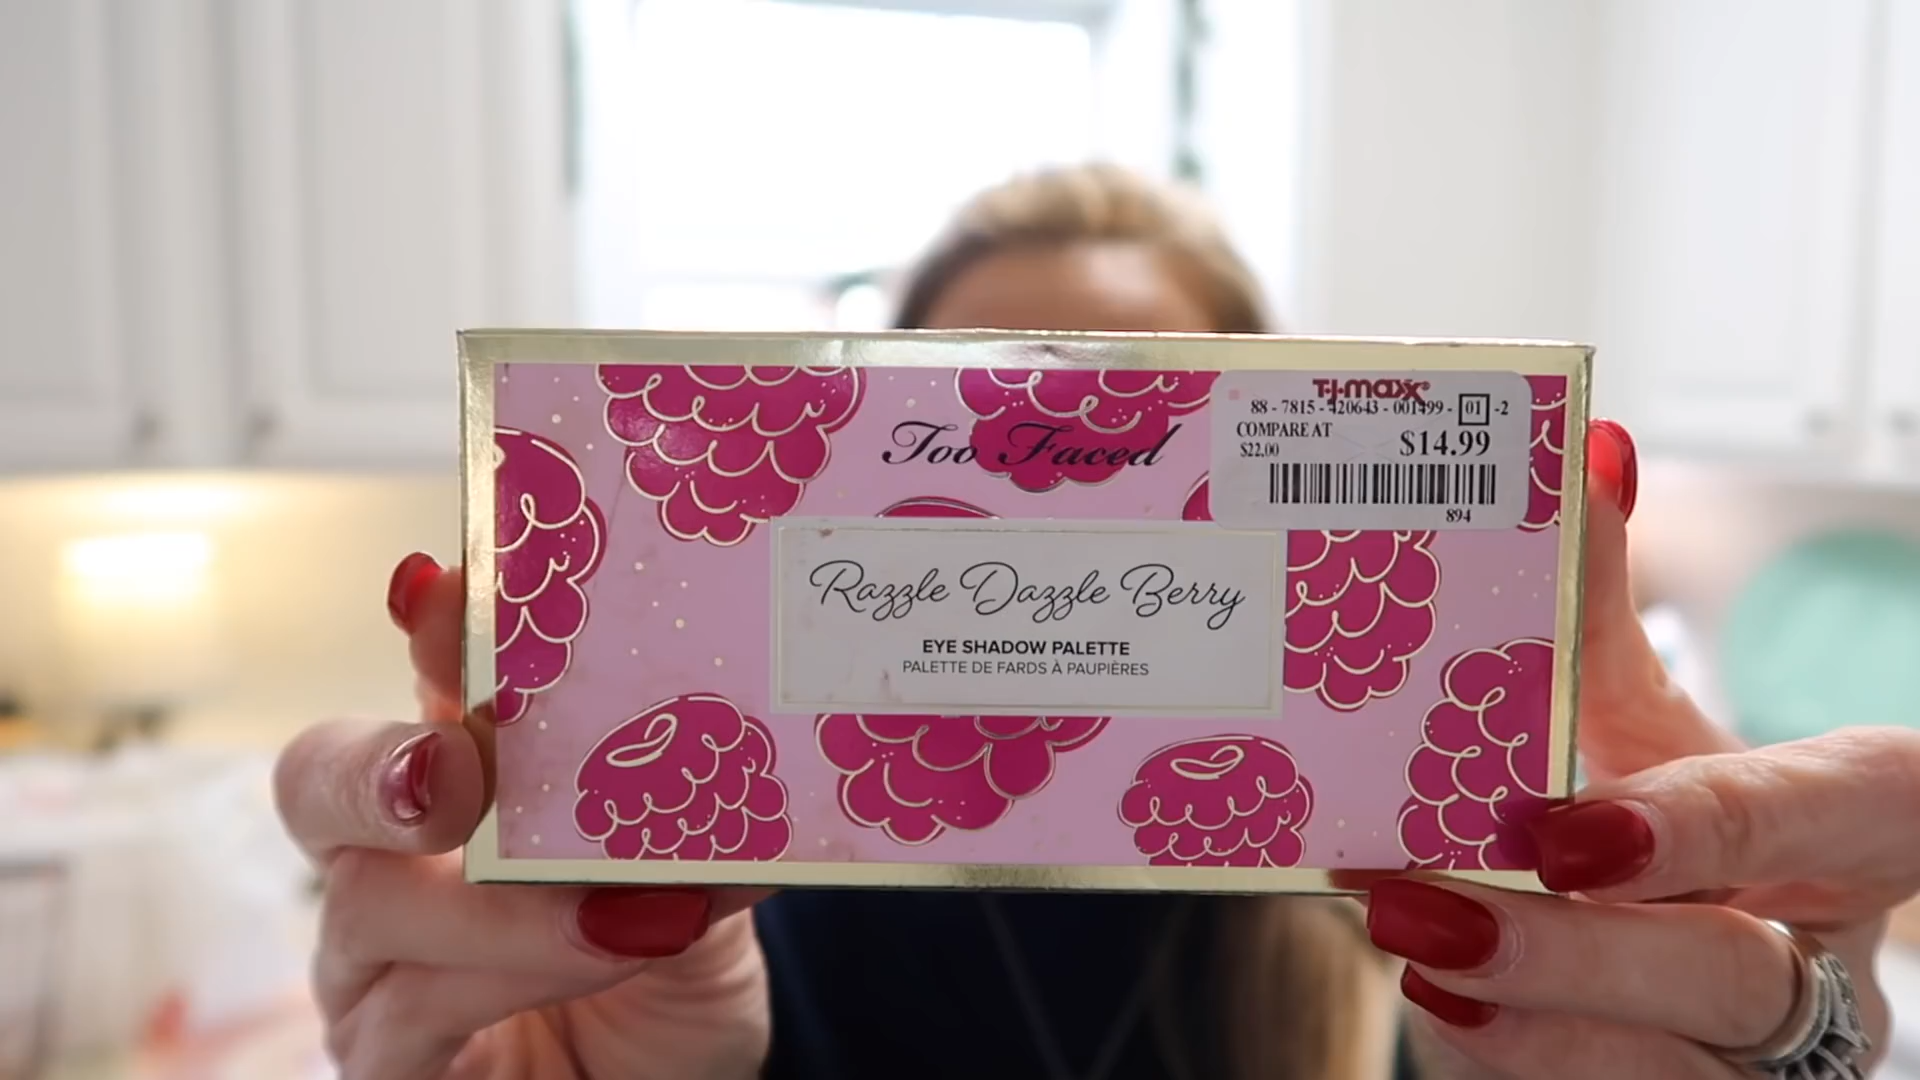 T•J•maxx®
88 - 7815 - 420643 - 001499 - 01 -2
COMPARE AT
$22.00
$14.99
894
Too Faced
Razzle Dazzle Berry
EYE SHADOW PALETTE
PALETTE DE FARDS À PAUPIÈRES